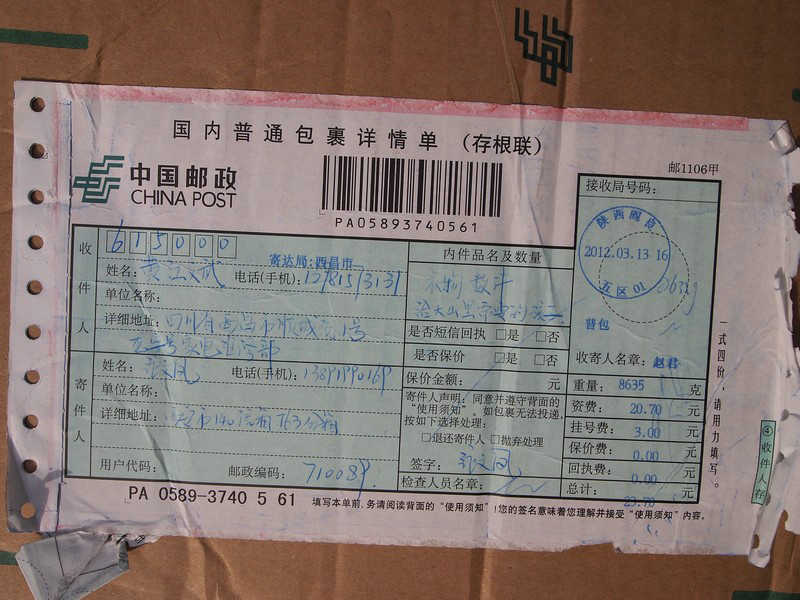 国内普通包裹详情单 (存根联)
中国邮政
CHINA POST
PA05893740561
邮1106甲
接收局号码:
陕西阎良
2012.03.13 16
五区01
收件人
615000
寄达局:西昌市
姓名:
电话(手机):
单位名称:
详细地址:
内件品名及数量
衣物
是否短信回执 □是 □否
是否保价 □是 □否
保价金额: 元
背包
收寄人名章:
重量: 8635 克
资费: 20.70 元
挂号费: 3.00 元
保价费: 0.00 元
回执费: 0.00 元
总计: 23.70 元
寄件人
姓名:
电话(手机):
单位名称:
详细地址:
用户代码:
邮政编码: 710089
寄件人声明: 同意并遵守背面的
“使用须知”。如包裹无法投递,
按如下选择处理:
□退还寄件人 □抛弃处理
签字:
检查人员名章:
一式四份,请用力填写。
④收件人存
PA 0589-3740 5 61
填写本单前,务请阅读背面的“使用须知”!您的签名意味着您理解并接受“使用须知”内容。